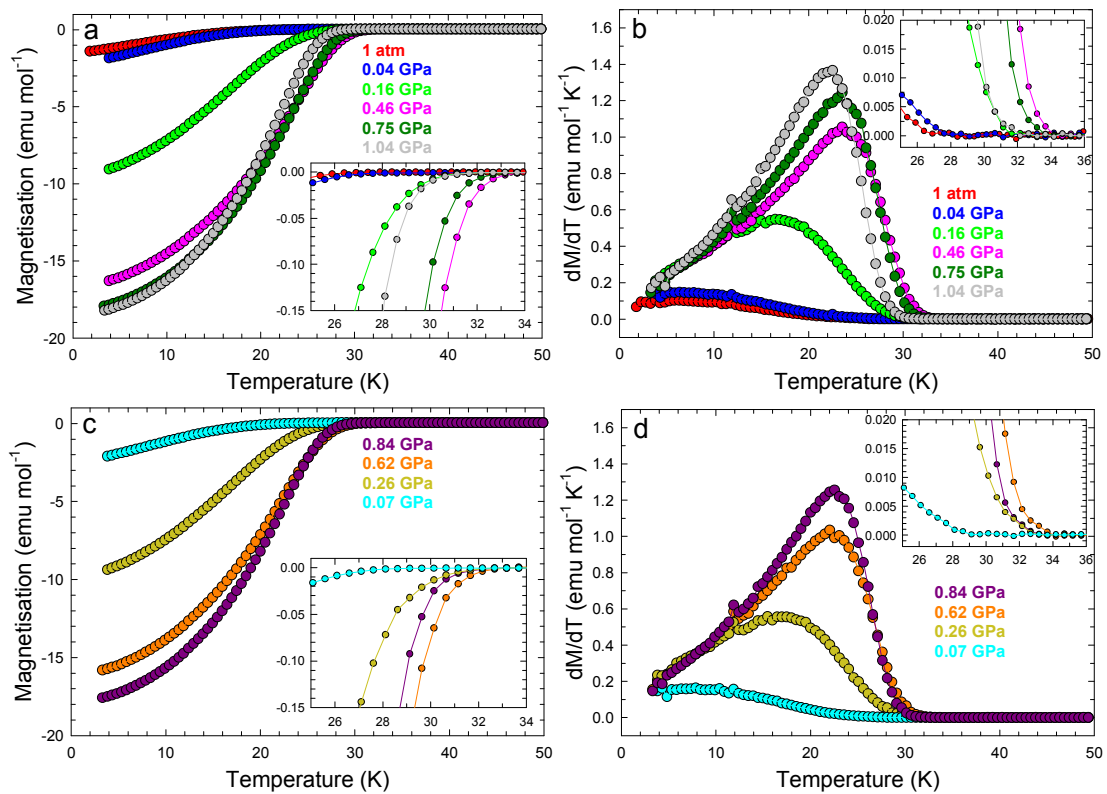 a
Magnetisation (emu mol-1)
0
-5
-10
-15
-20
1 atm
0.04 GPa
0.16 GPa
0.46 GPa
0.75 GPa
1.04 GPa
0.00
-0.05
-0.10
-0.15
26 28 30 32 34
0 10 20 30 40 50
Temperature (K)
b
dM/dT (emu mol-1 K-1)
1.6
1.4
1.2
1.0
0.8
0.6
0.4
0.2
0.0
0.020
0.015
0.010
0.005
0.000
26 28 30 32 34 36
1 atm
0.04 GPa
0.16 GPa
0.46 GPa
0.75 GPa
1.04 GPa
0 10 20 30 40 50
Temperature (K)
c
Magnetisation (emu mol-1)
0
-5
-10
-15
-20
0.84 GPa
0.62 GPa
0.26 GPa
0.07 GPa
0.00
-0.05
-0.10
-0.15
26 28 30 32 34
0 10 20 30 40 50
Temperature (K)
d
dM/dT (emu mol-1 K-1)
1.6
1.4
1.2
1.0
0.8
0.6
0.4
0.2
0.0
0.020
0.015
0.010
0.005
0.000
26 28 30 32 34 36
0.84 GPa
0.62 GPa
0.26 GPa
0.07 GPa
0 10 20 30 40 50
Temperature (K)